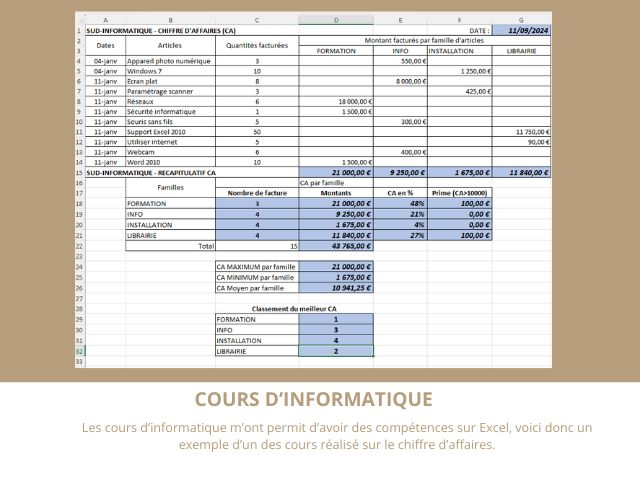 A B C D E F G
1 SUD-INFORMATIQUE - CHIFFRE D'AFFAIRES (CA) DATE : 11/09/2024
2 Dates Articles Quantités facturées Montant facturés par famille d'articles
3 FORMATION INFO INSTALLATION LIBRAIRIE
4 04-janv Appareil photo numérique 3 550,00 €
5 04-janv Windows 7 10 1 250,00 €
6 11-janv Ecran plat 8 8 000,00 €
7 11-janv Paramétrage scanner 3 425,00 €
8 11-janv Réseaux 6 18 000,00 €
9 11-janv Sécurité informatique 1 1 500,00 €
10 11-janv Souris sans fils 5 300,00 €
11 11-janv Support Excel 2010 50 11 750,00 €
12 11-janv Utiliser internet 5 90,00 €
13 11-janv Webcam 6 400,00 €
14 11-janv Word 2010 10 1 500,00 €
15 SUD-INFORMATIQUE - RECAPITULATIF CA 21 000,00 € 9 250,00 € 1 675,00 € 11 840,00 €
16 Familles CA par famille
17 Nombre de facture Montants CA en % Prime (CA>10000)
18 FORMATION 3 21 000,00 € 48% 100,00 €
19 INFO 4 9 250,00 € 21% 0,00 €
20 INSTALLATION 4 1 675,00 € 4% 0,00 €
21 LIBRAIRIE 4 11 840,00 € 27% 100,00 €
22 Total 15 43 765,00 €
23
24 CA MAXIMUM par famille 21 000,00 €
25 CA MINIMUM par famille 1 675,00 €
26 CA Moyen par famille 10 941,25 €
27
28 Classement du meilleur CA
29 FORMATION 1
30 INFO 3
31 INSTALLATION 4
32 LIBRAIRIE 2
33
COURS D'INFORMATIQUE
Les cours d'informatique m'ont permit d'avoir des compétences sur Excel, voici donc un
exemple d'un des cours réalisé sur le chiffre d'affaires.